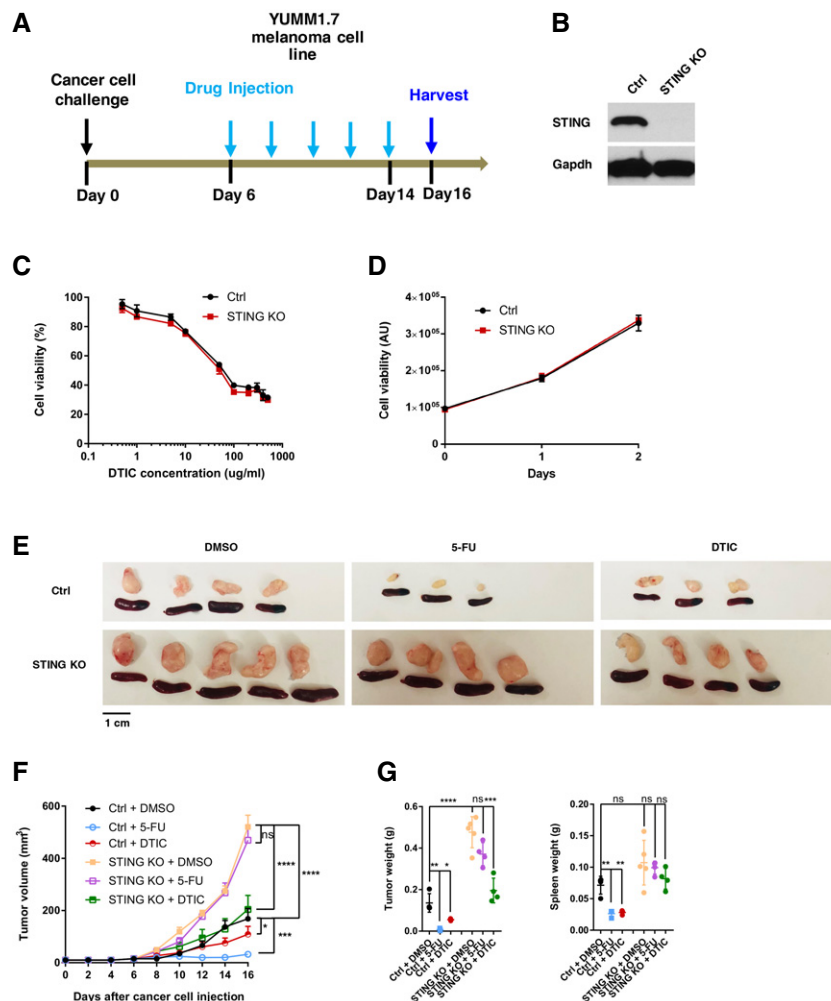 A
YUMM1.7
melanoma cell
line
Cancer cell
challenge
Drug Injection
Harvest
Day 0
Day 6
Day14
Day16
B
Ctrl
STING KO
STING
Gapdh
C
Cell viability (%)
100
80
60
40
20
0
0.1
1
10
100
1000
DTIC concentration (ug/ml)
Ctrl
STING KO
D
Cell viability (AU)
4×10⁰⁵
3×10⁰⁵
2×10⁰⁵
1×10⁰⁵
0
0
1
2
Days
Ctrl
STING KO
E
DMSO
5-FU
DTIC
Ctrl
STING KO
1 cm
F
Tumor volume (mm³)
600
400
200
0
0
2
4
6
8
10
12
14
16
Days after cancer cell injection
Ctrl + DMSO
Ctrl + 5-FU
Ctrl + DTIC
STING KO + DMSO
STING KO + 5-FU
STING KO + DTIC
ns
****
****
*
***
G
Tumor weight (g)
0.6
0.4
0.2
0.0
****
ns
***
**
*
Ctrl + DMSO
Ctrl + 5-FU
Ctrl + DTIC
STING KO + DMSO
STING KO + 5-FU
STING KO + DTIC
Spleen weight (g)
0.20
0.15
0.10
0.05
0.00
ns
ns
ns
**
**
Ctrl + DMSO
Ctrl + 5-FU
Ctrl + DTIC
STING KO + DMSO
STING KO + 5-FU
STING KO + DTIC